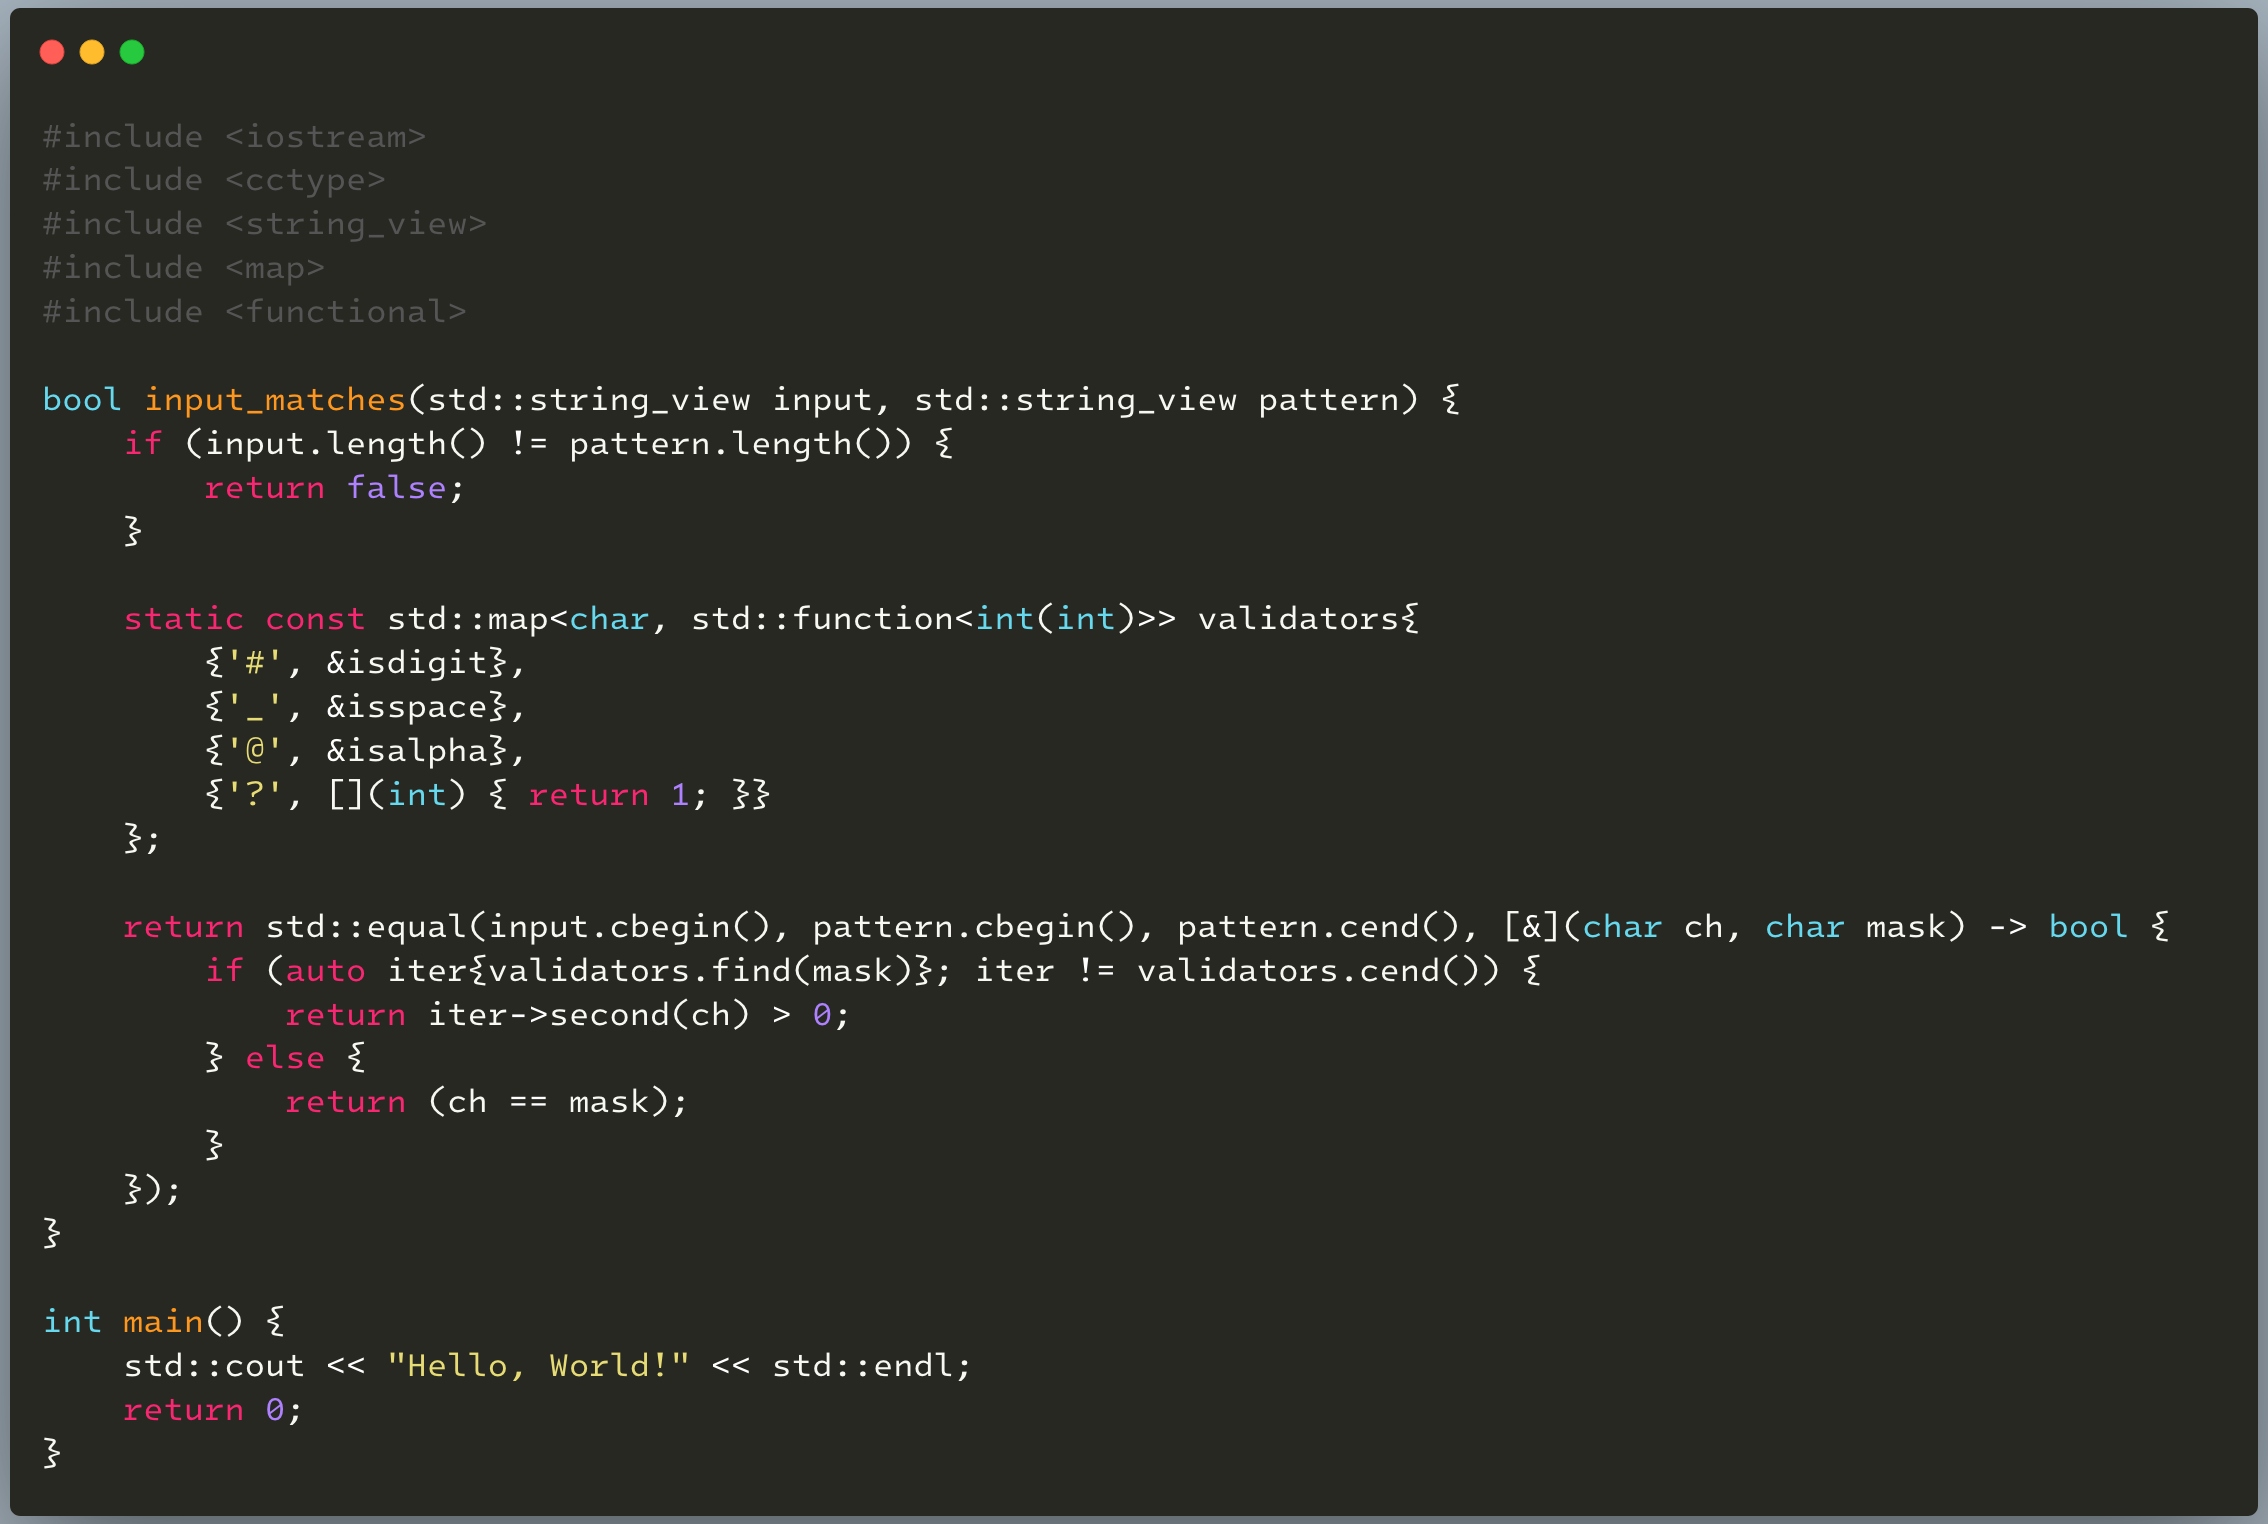 #include <iostream>
#include <cctype>
#include <string_view>
#include <map>
#include <functional>

bool input_matches(std::string_view input, std::string_view pattern) {
    if (input.length() != pattern.length()) {
        return false;
    }

    static const std::map<char, std::function<int(int)>> validators{
        {'#', &isdigit},
        {'_', &isspace},
        {'@', &isalpha},
        {'?', [](int) { return 1; }}
    };

    return std::equal(input.cbegin(), pattern.cbegin(), pattern.cend(), [&](char ch, char mask) -> bool {
        if (auto iter{validators.find(mask)}; iter != validators.cend()) {
            return iter->second(ch) > 0;
        } else {
            return (ch == mask);
        }
    });
}

int main() {
    std::cout << "Hello, World!" << std::endl;
    return 0;
}